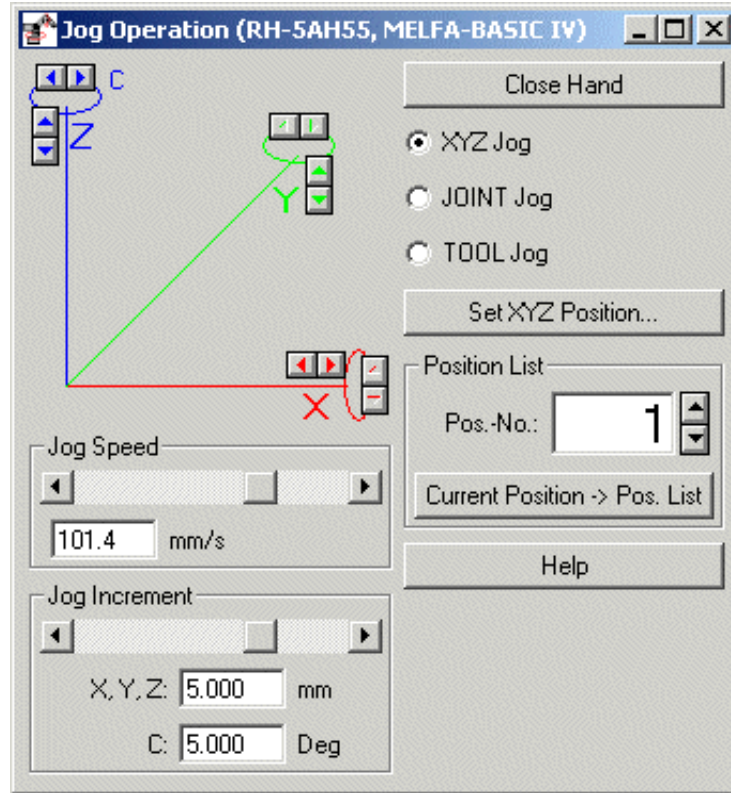 Jog Operation (RH-5AH55, MELFA-BASIC IV)
C
Z
Y
X
Close Hand
XYZ Jog
JOINT Jog
TOOL Jog
Set XYZ Position...
Position List
Pos.-No.: 1
Current Position -> Pos. List
Help
Jog Speed
101.4 mm/s
Jog Increment
X, Y, Z: 5.000 mm
C: 5.000 Deg